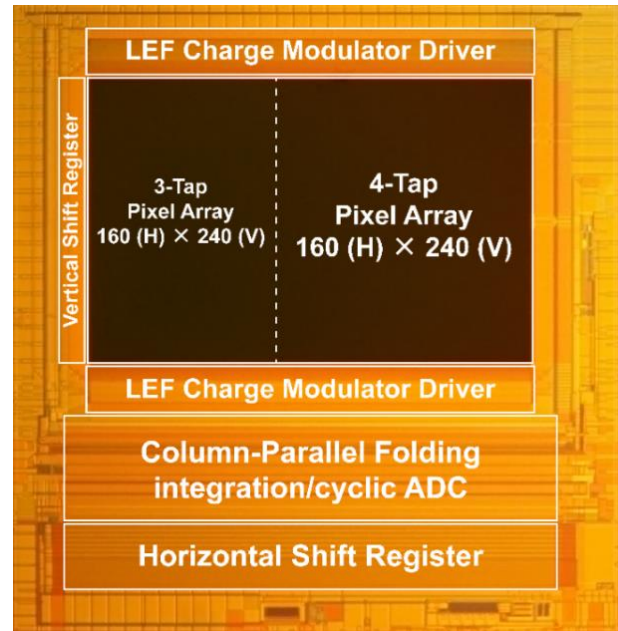 LEF Charge Modulator Driver
Vertical Shift Register
3-Tap
Pixel Array
160 (H) × 240 (V)
4-Tap
Pixel Array
160 (H) × 240 (V)
LEF Charge Modulator Driver
Column-Parallel Folding
integration/cyclic ADC
Horizontal Shift Register